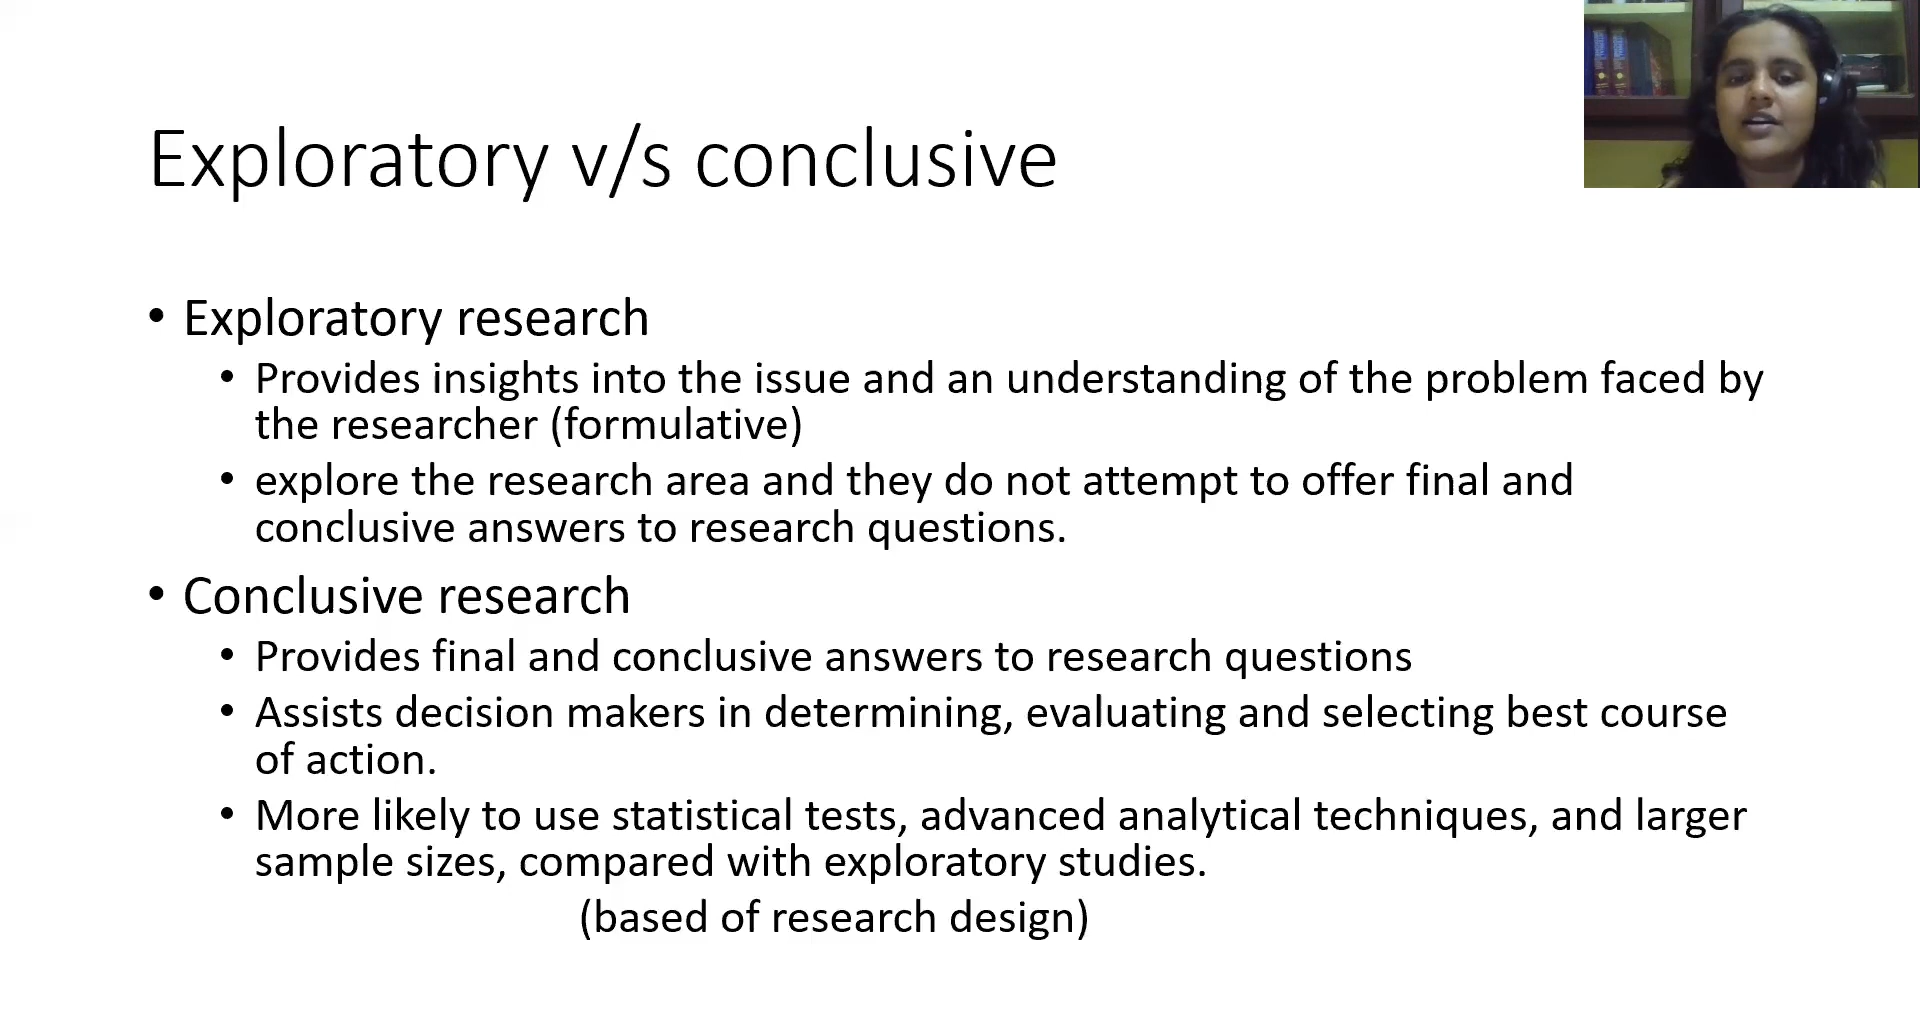 Exploratory v/s conclusive
• Exploratory research
• Provides insights into the issue and an understanding of the problem faced by
the researcher (formulative)
• explore the research area and they do not attempt to offer final and
conclusive answers to research questions.
• Conclusive research
• Provides final and conclusive answers to research questions
• Assists decision makers in determining, evaluating and selecting best course
of action.
• More likely to use statistical tests, advanced analytical techniques, and larger
sample sizes, compared with exploratory studies.
(based of research design)